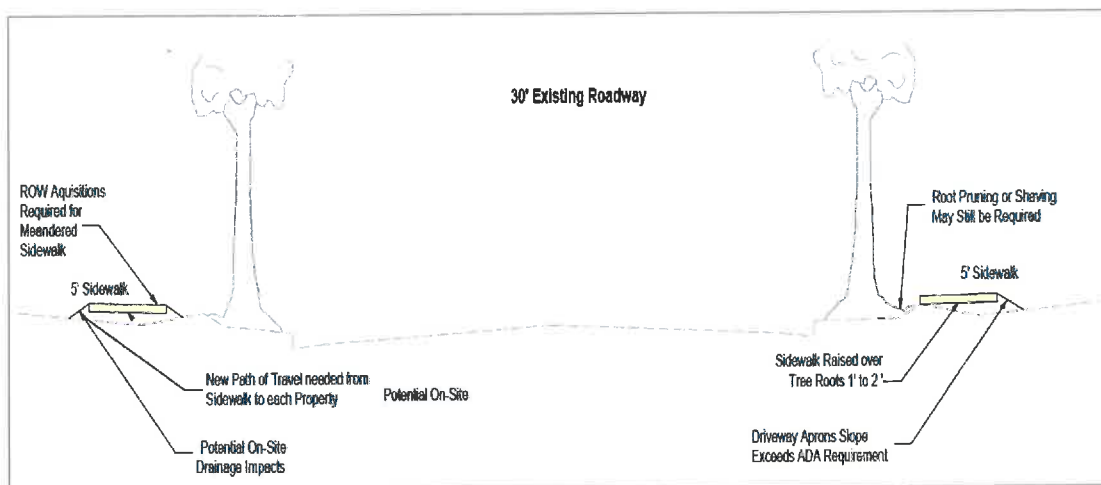 30' Existing Roadway
ROW Aquisitions
Required for
Meandered
Sidewalk
5' Sidewalk
New Path of Travel needed from
Sidewalk to each Property
Potential On-Site
Potential On-Site
Drainage Impacts
Root Pruning or Shaving
May Still be Required
5' Sidewalk
Sidewalk Raised over
Tree Roots 1' to 2'
Driveway Aprons Slope
Exceeds ADA Requirement